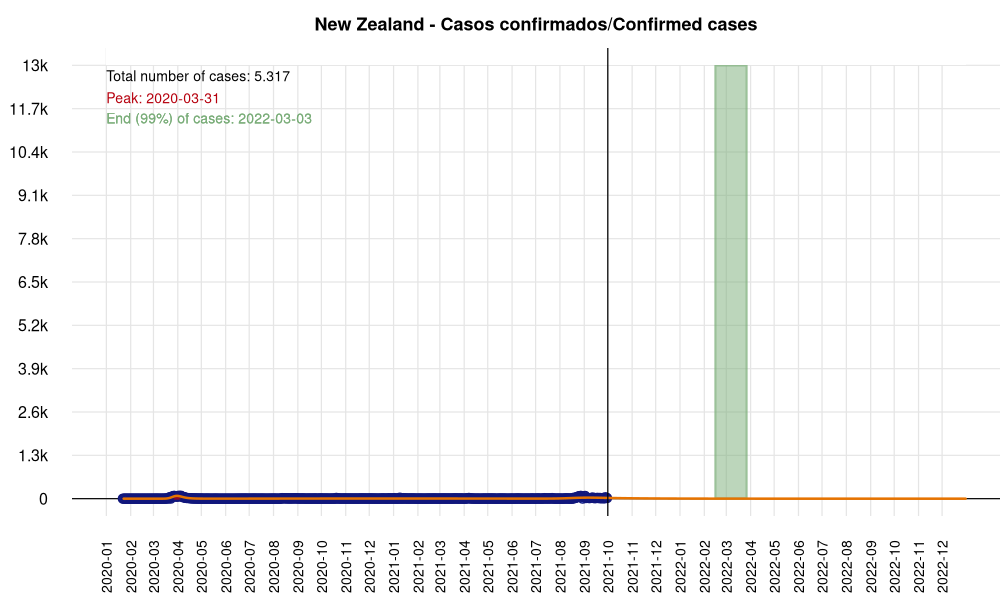 New Zealand - Casos confirmados/Confirmed cases
Total number of cases: 5.317
Peak: 2020-03-31
End (99%) of cases: 2022-03-03
13k
11.7k
10.4k
9.1k
7.8k
6.5k
5.2k
3.9k
2.6k
1.3k
0
2020-01
2020-02
2020-03
2020-04
2020-05
2020-06
2020-07
2020-08
2020-09
2020-10
2020-11
2020-12
2021-01
2021-02
2021-03
2021-04
2021-05
2021-06
2021-07
2021-08
2021-09
2021-10
2021-11
2021-12
2022-01
2022-02
2022-03
2022-04
2022-05
2022-06
2022-07
2022-08
2022-09
2022-10
2022-11
2022-12